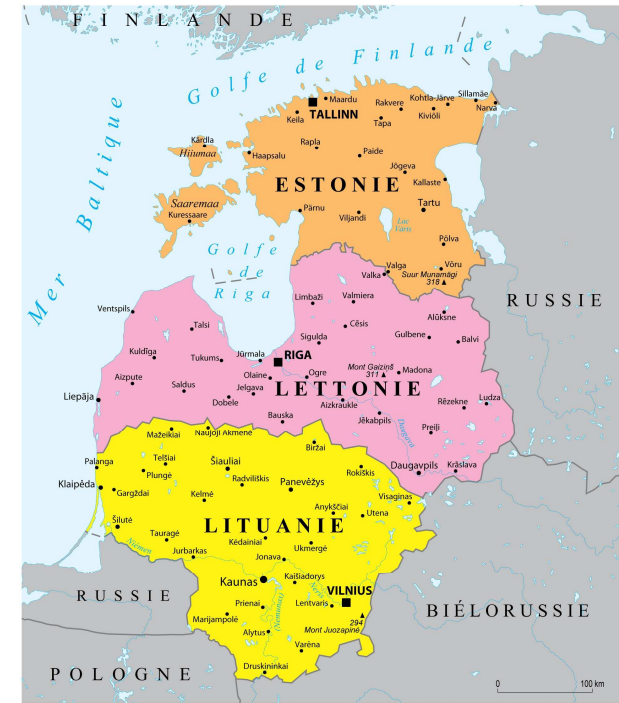 FINLANDE
Golfe de Finlande
Mer Baltique
Maardu
TALLINN
Keila
Rakvere
Kohtla-Järve
Sillamäe
Narva
Kiviõli
Tapa
Kärdla
Hiiumaa
Haapsalu
Rapla
Paide
Jõgeva
ESTONIE
Kallaste
Saaremaa
Kuressaare
Pärnu
Viljandi
Tartu
Lac
Võrts
Põlva
Golfe
de
Riga
Valga
Võru
Valka
Suur Munamägi
318
RUSSIE
Ventspils
Limbaži
Valmiera
Talsi
Cēsis
Alūksne
Sigulda
Gulbene
Balvi
Kuldīga
Tukums
Jūrmala
RIGA
Mont Gaiziņš
311
Madona
Aizpute
Olaine
Ogre
Saldus
Jelgava
LETTONIE
Liepāja
Dobele
Aizkraukle
Rēzekne
Ludza
Bauska
Jēkabpils
Daugava
Preiļi
Mažeikiai
Naujoji Akmenė
Biržai
Palanga
Telšiai
Šiauliai
Rokiškis
Daugavpils
Krāslava
Plungė
Radviliškis
Klaipėda
Gargždai
Kelmė
Panevėžys
Visaginas
Anykščiai
Utena
Šilutė
LITUANIE
Tauragė
Kėdainiai
Ukmergė
Niémen
Jurbarkas
Jonava
Kaunas
Kaišiadorys
Neris
VILNIUS
RUSSIE
Prienai
Lentvaris
BIÉLORUSSIE
Marijampolė
(Nemunas)
294
Mont Juozapinė
Alytus
Varėna
POLOGNE
Druskininkai
0 100 km